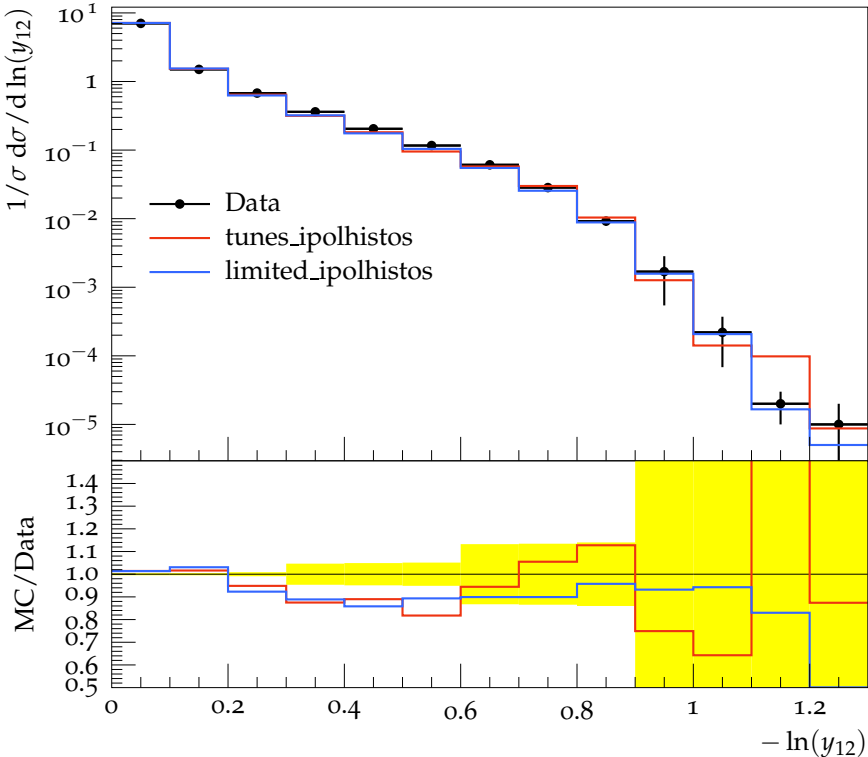 10^1
1
10^−1
10^−2
10^−3
10^−4
10^−5
1/σ dσ/d ln(y_12)
Data
tunes_ipolhistos
limited_ipolhistos
1.4
1.3
1.2
1.1
1.0
0.9
0.8
0.7
0.6
0.5
MC/Data
0 0.2 0.4 0.6 0.8 1 1.2
− ln(y_12)